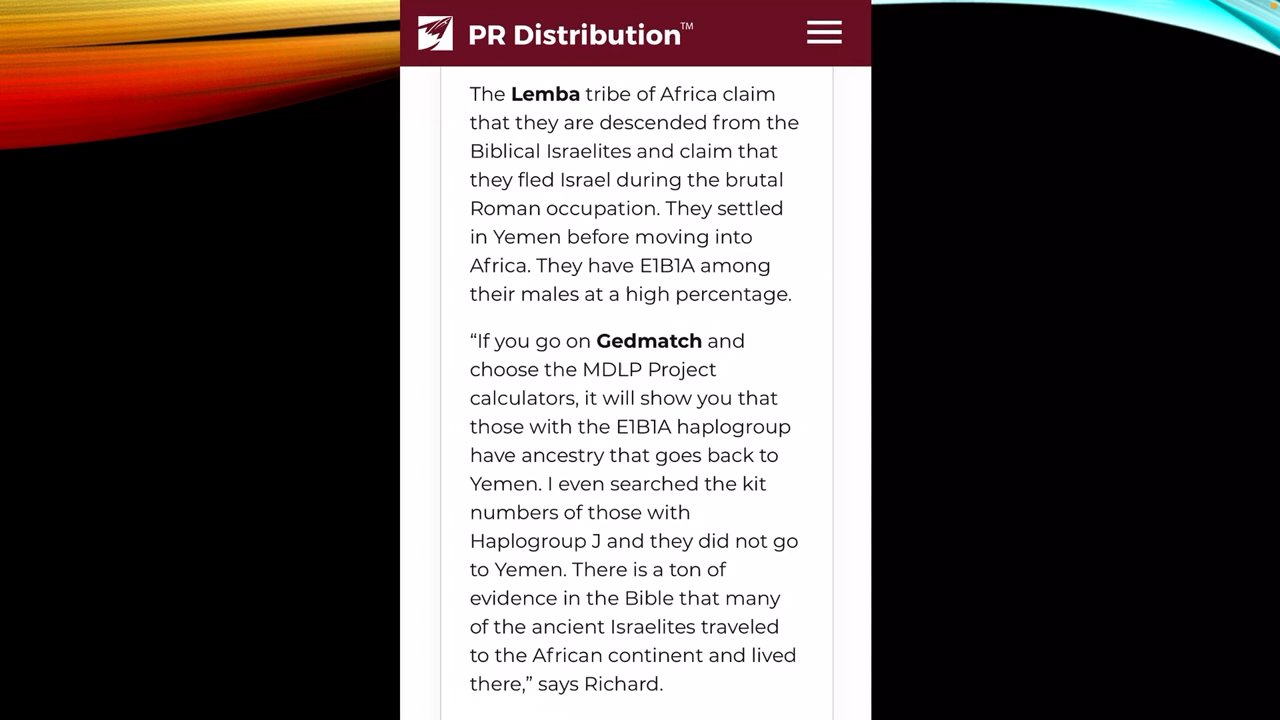 PR Distribution™
The Lemba tribe of Africa claim
that they are descended from the
Biblical Israelites and claim that
they fled Israel during the brutal
Roman occupation. They settled
in Yemen before moving into
Africa. They have E1B1A among
their males at a high percentage.
“If you go on Gedmatch and
choose the MDLP Project
calculators, it will show you that
those with the E1B1A haplogroup
have ancestry that goes back to
Yemen. I even searched the kit
numbers of those with
Haplogroup J and they did not go
to Yemen. There is a ton of
evidence in the Bible that many
of the ancient Israelites traveled
to the African continent and lived
there,” says Richard.